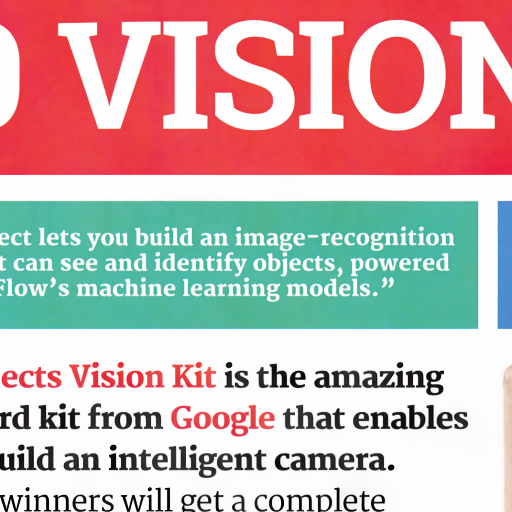 VISION
ect lets you build an image-recognition
t can see and identify objects, powered
Flow's machine learning models.”
ects Vision Kit is the amazing
rd kit from Google that enables
uild an intelligent camera.
winners will get a complete